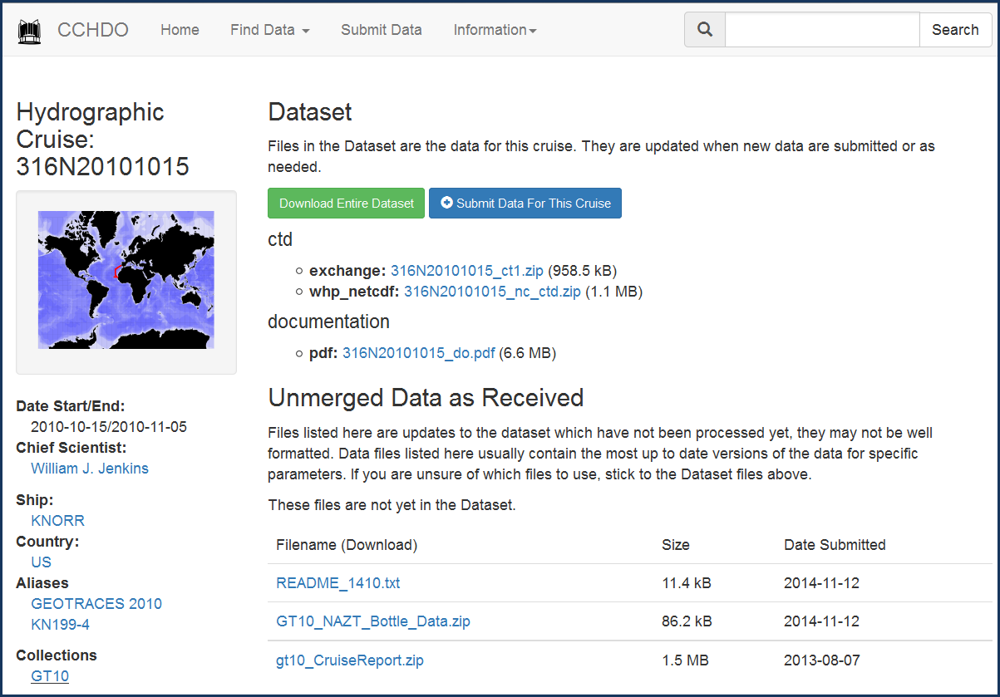 CCHDO Home Find Data Submit Data Information Search
Hydrographic
Cruise:
316N20101015
Date Start/End:
2010-10-15/2010-11-05
Chief Scientist:
William J. Jenkins
Ship:
KNORR
Country:
US
Aliases
GEOTRACES 2010
KN199-4
Collections
GT10
Dataset
Files in the Dataset are the data for this cruise. They are updated when new data are submitted or as
needed.
Download Entire Dataset Submit Data For This Cruise
ctd
exchange: 316N20101015_ct1.zip (958.5 kB)
whp_netcdf: 316N20101015_nc_ctd.zip (1.1 MB)
documentation
pdf: 316N20101015_do.pdf (6.6 MB)
Unmerged Data as Received
Files listed here are updates to the dataset which have not been processed yet, they may not be well
formatted. Data files listed here usually contain the most up to date versions of the data for specific
parameters. If you are unsure of which files to use, stick to the Dataset files above.
These files are not yet in the Dataset.
Filename (Download) Size Date Submitted
README_1410.txt 11.4 kB 2014-11-12
GT10_NAZT_Bottle_Data.zip 86.2 kB 2014-11-12
gt10_CruiseReport.zip 1.5 MB 2013-08-07